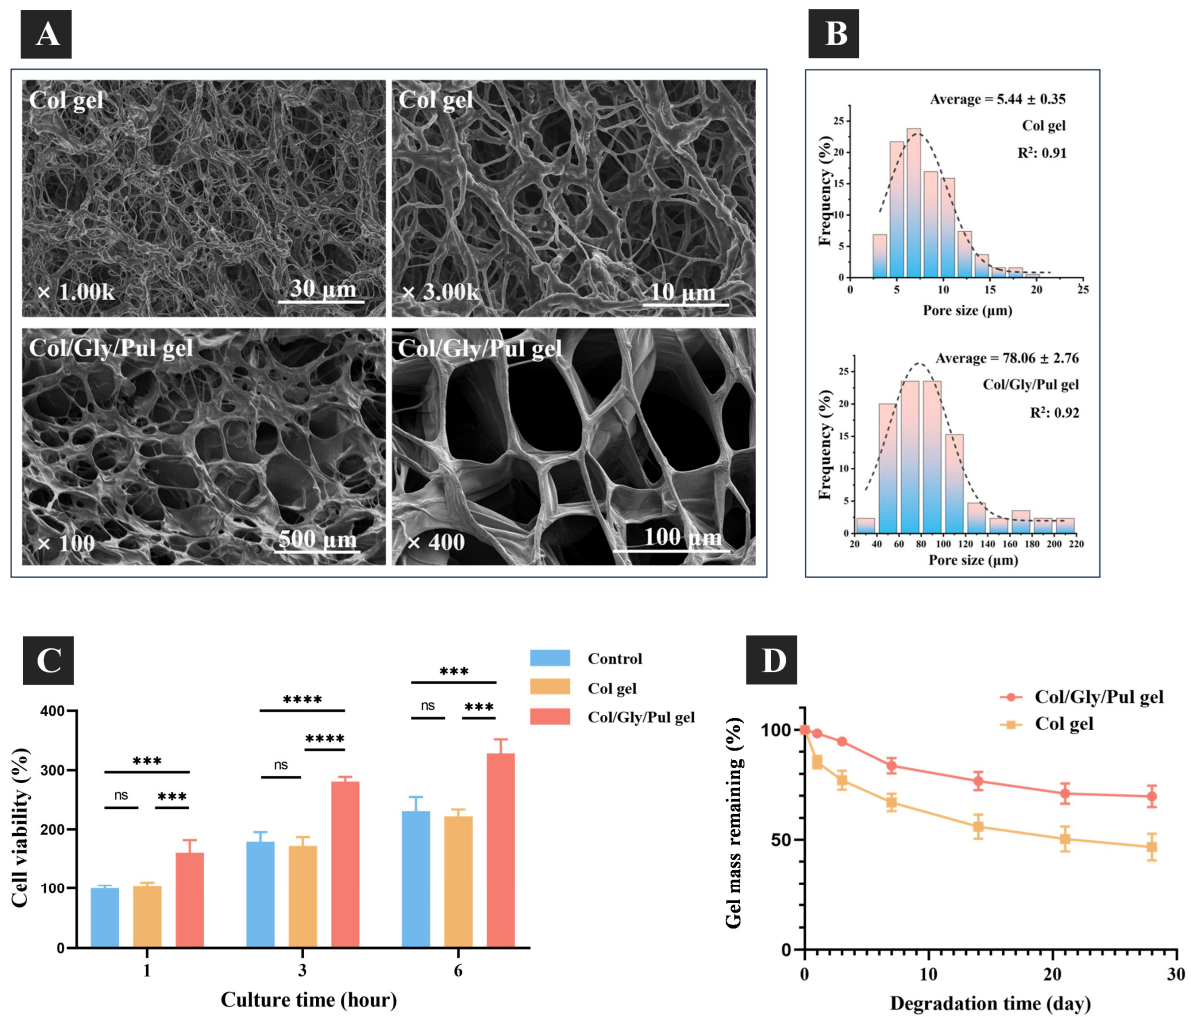 A
B
Col gel
× 1.00k
30 μm
Col gel
× 3.00k
10 μm
Col/Gly/Pul gel
× 100
500 μm
Col/Gly/Pul gel
× 400
100 μm
Average = 5.44 ± 0.35
Col gel
R²: 0.91
Frequency (%)
25
20
15
10
5
0
0 5 10 15 20 25
Pore size (μm)
Average = 78.06 ± 2.76
Col/Gly/Pul gel
R²: 0.92
Frequency (%)
25
20
15
10
5
0
20 40 60 80 100 120 140 160 180 200 220
Pore size (μm)
C
Control
Col gel
Col/Gly/Pul gel
Cell viability (%)
400
300
200
100
0
***
ns
***
****
ns
****
***
ns
***
1 3 6
Culture time (hour)
D
Col/Gly/Pul gel
Col gel
Gel mass remaining (%)
100
50
0
0 10 20 30
Degradation time (day)